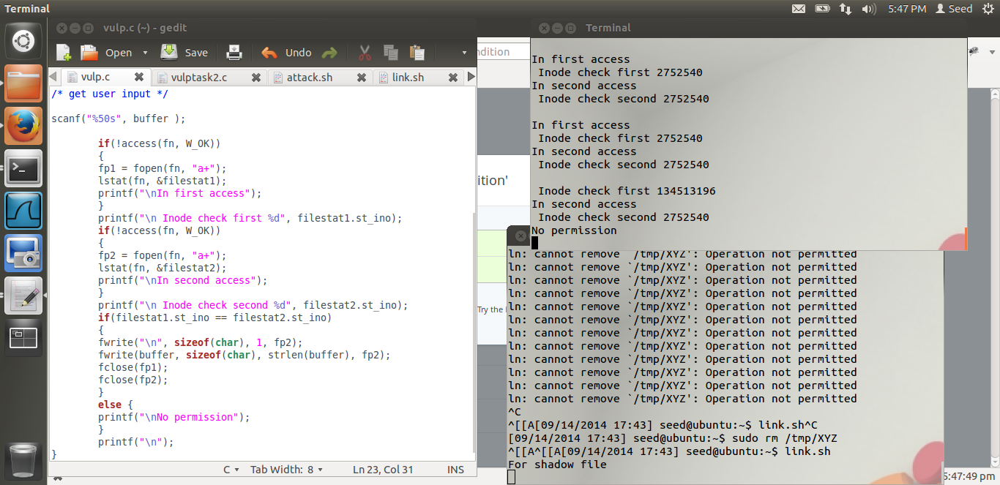 Terminal
5:47 PM
Seed
vulp.c (~) - gedit
Open
Save
Undo
vulp.c
vulptask2.c
attack.sh
link.sh
/* get user input */
scanf("%50s", buffer );
if(!access(fn, W_OK))
{
fp1 = fopen(fn, "a+");
lstat(fn, &filestat1);
printf("\nIn first access");
}
printf("\n Inode check first %d", filestat1.st_ino);
if(!access(fn, W_OK))
{
fp2 = fopen(fn, "a+");
lstat(fn, &filestat2);
printf("\nIn second access");
}
printf("\n Inode check second %d", filestat2.st_ino);
if(filestat1.st_ino == filestat2.st_ino)
{
fwrite("\n", sizeof(char), 1, fp2);
fwrite(buffer, sizeof(char), strlen(buffer), fp2);
fclose(fp1);
fclose(fp2);
}
else {
printf("\nNo permission");
}
printf("\n");
}
C
Tab Width: 8
Ln 23, Col 31
INS
ndition
ition'
Try the
Terminal
In first access
Inode check first 2752540
In second access
Inode check second 2752540
In first access
Inode check first 2752540
In second access
Inode check second 2752540
Inode check first 134513196
In second access
Inode check second 2752540
No permission
ln: cannot remove `/tmp/XYZ': Operation not permitted
ln: cannot remove `/tmp/XYZ': Operation not permitted
ln: cannot remove `/tmp/XYZ': Operation not permitted
ln: cannot remove `/tmp/XYZ': Operation not permitted
ln: cannot remove `/tmp/XYZ': Operation not permitted
ln: cannot remove `/tmp/XYZ': Operation not permitted
ln: cannot remove `/tmp/XYZ': Operation not permitted
ln: cannot remove `/tmp/XYZ': Operation not permitted
ln: cannot remove `/tmp/XYZ': Operation not permitted
ln: cannot remove `/tmp/XYZ': Operation not permitted
ln: cannot remove `/tmp/XYZ': Operation not permitted
ln: cannot remove `/tmp/XYZ': Operation not permitted
^C
^[[A[09/14/2014 17:43] seed@ubuntu:~$ link.sh^C
[09/14/2014 17:43] seed@ubuntu:~$ sudo rm /tmp/XYZ
^[[A^[[A[09/14/2014 17:43] seed@ubuntu:~$ link.sh
For shadow file
5:47:49 pm